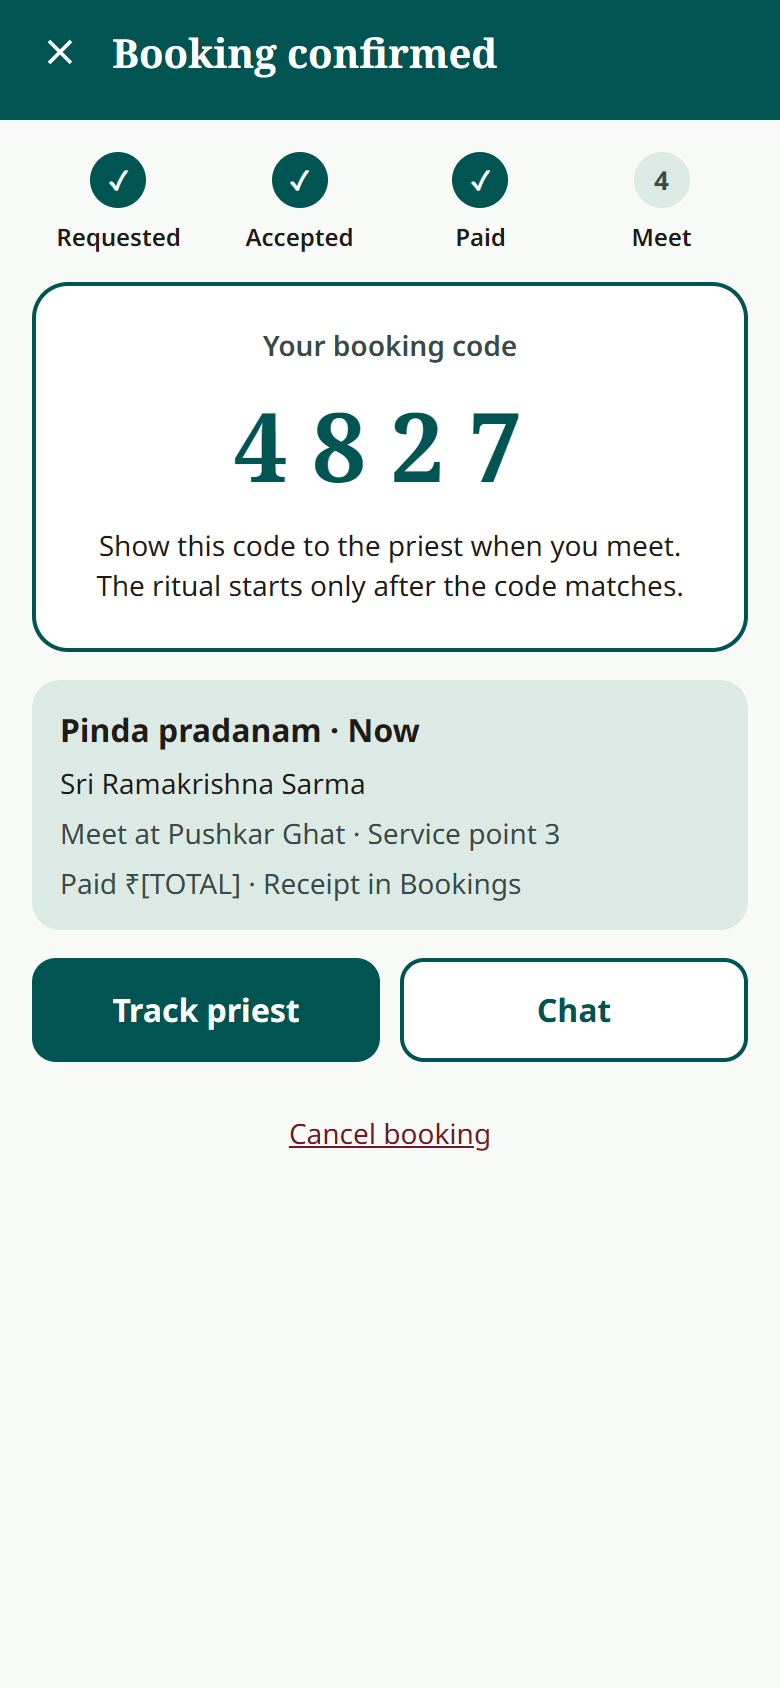 ✕ Booking confirmed
✓ ✓ ✓ 4
Requested Accepted Paid Meet
Your booking code
4 8 2 7
Show this code to the priest when you meet.
The ritual starts only after the code matches.
Pinda pradanam · Now
Sri Ramakrishna Sarma
Meet at Pushkar Ghat · Service point 3
Paid ₹[TOTAL] · Receipt in Bookings
Track priest Chat
Cancel booking